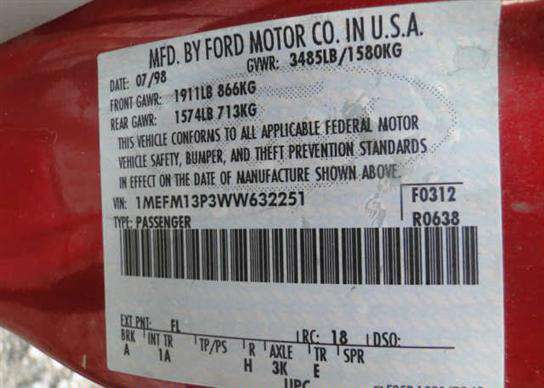 MFD. BY FORD MOTOR CO. IN U.S.A.
DATE: 07/98 GVWR: 3485LB/1580KG
FRONT GAWR: 1911LB 866KG
REAR GAWR: 1574LB 713KG
THIS VEHICLE CONFORMS TO ALL APPLICABLE FEDERAL MOTOR
VEHICLE SAFETY, BUMPER, AND THEFT PREVENTION STANDARDS
IN EFFECT ON THE DATE OF MANUFACTURE SHOWN ABOVE.
VIN: 1MEFM13P3WW632251 F0312
TYPE: PASSENGER R0638
EXT PNT: FL RC: 18 DSO:
BRK INT TR TP/PS R AXLE TR SPR
A 1A H 3K E
UPC